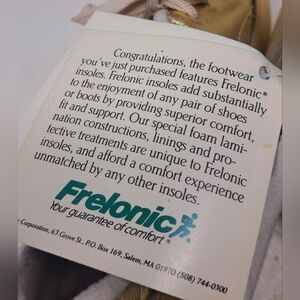 Congratulations, the footwear
you've just purchased features Frelonic®
insoles. Frelonic insoles add substantially
to the enjoyment of any pair of shoes
or boots by providing superior comfort,
fit and support. Our special foam lami-
nation constructions, linings and pro-
tective treatments are unique to Frelonic
insoles, and afford a comfort experience
unmatched by any other insoles.
Frelonic
Your guarantee of comfort.
Corporation, 63 Grove St., P.O. Box 169, Salem, MA 01970 (508) 744-0300